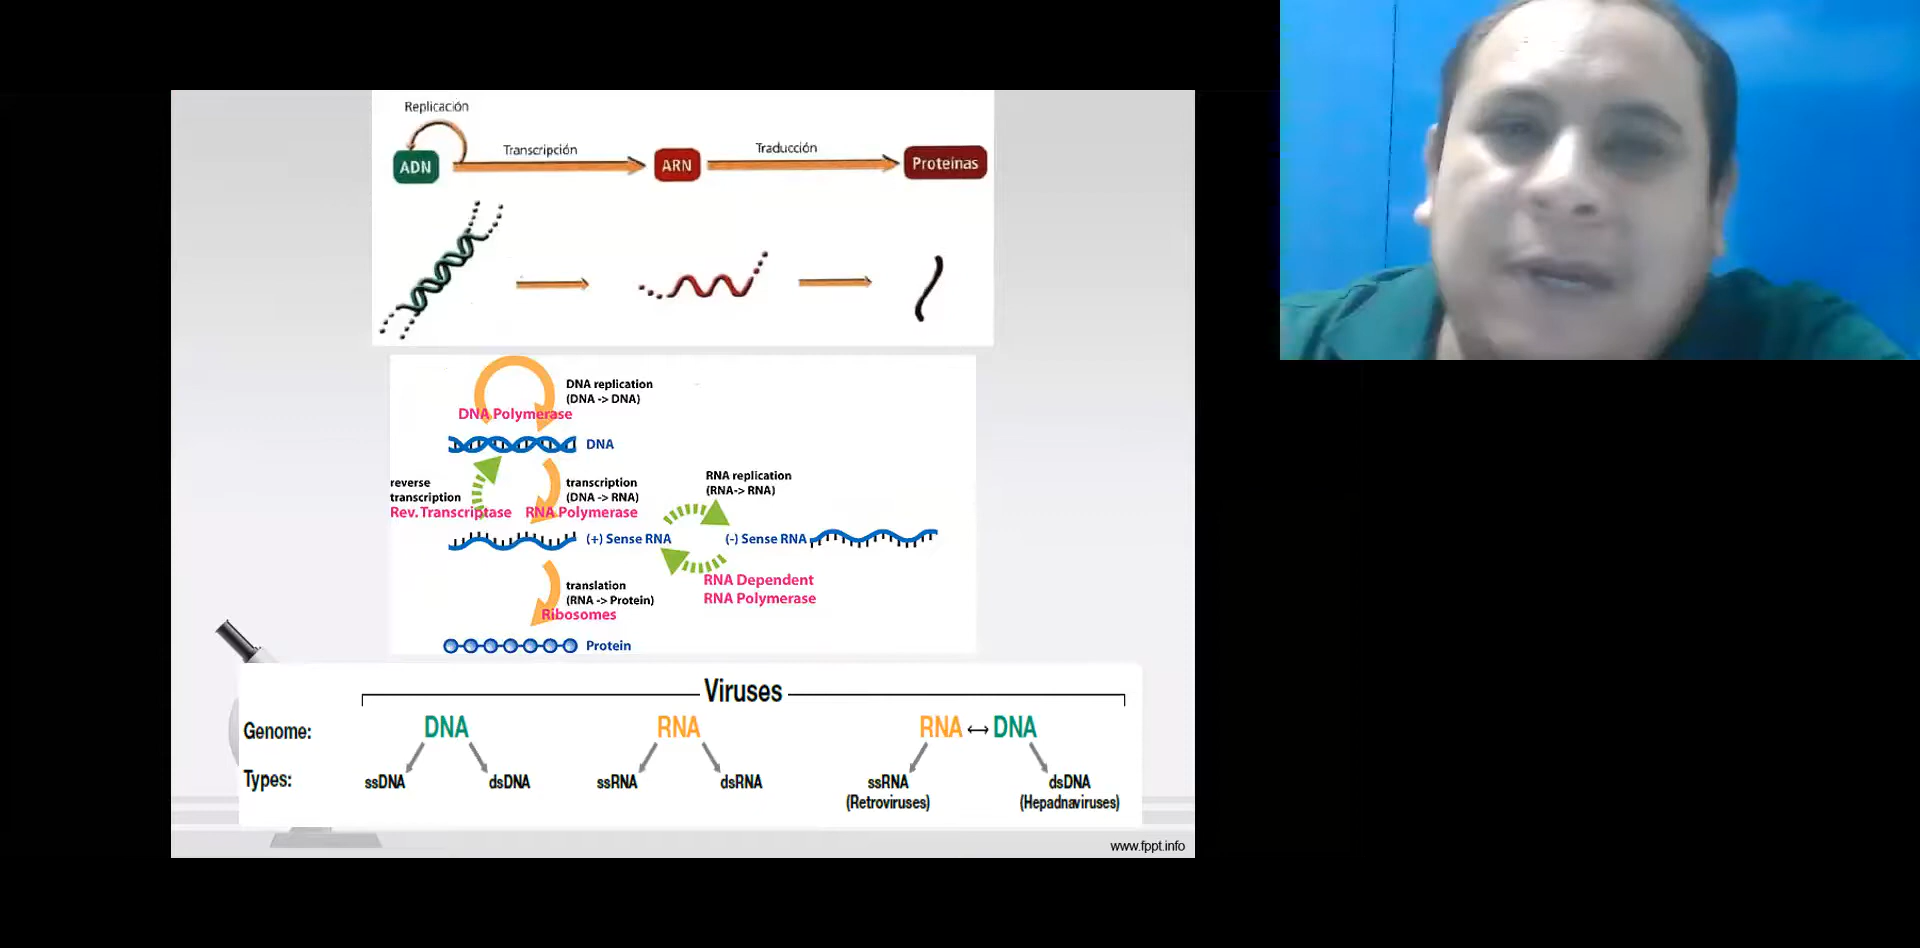 Replicación
ADN
Transcripción
ARN
Traducción
Proteinas
DNA replication
(DNA -> DNA)
DNA Polymerase
DNA
reverse
transcription
Rev. Transcriptase
transcription
(DNA -> RNA)
RNA Polymerase
RNA replication
(RNA-> RNA)
(+) Sense RNA
(-) Sense RNA
RNA Dependent
RNA Polymerase
translation
(RNA -> Protein)
Ribosomes
Protein
Viruses
Genome: DNA RNA RNA ↔ DNA
Types: ssDNA dsDNA ssRNA dsRNA ssRNA dsDNA
(Retroviruses) (Hepadnaviruses)
www.fppt.info